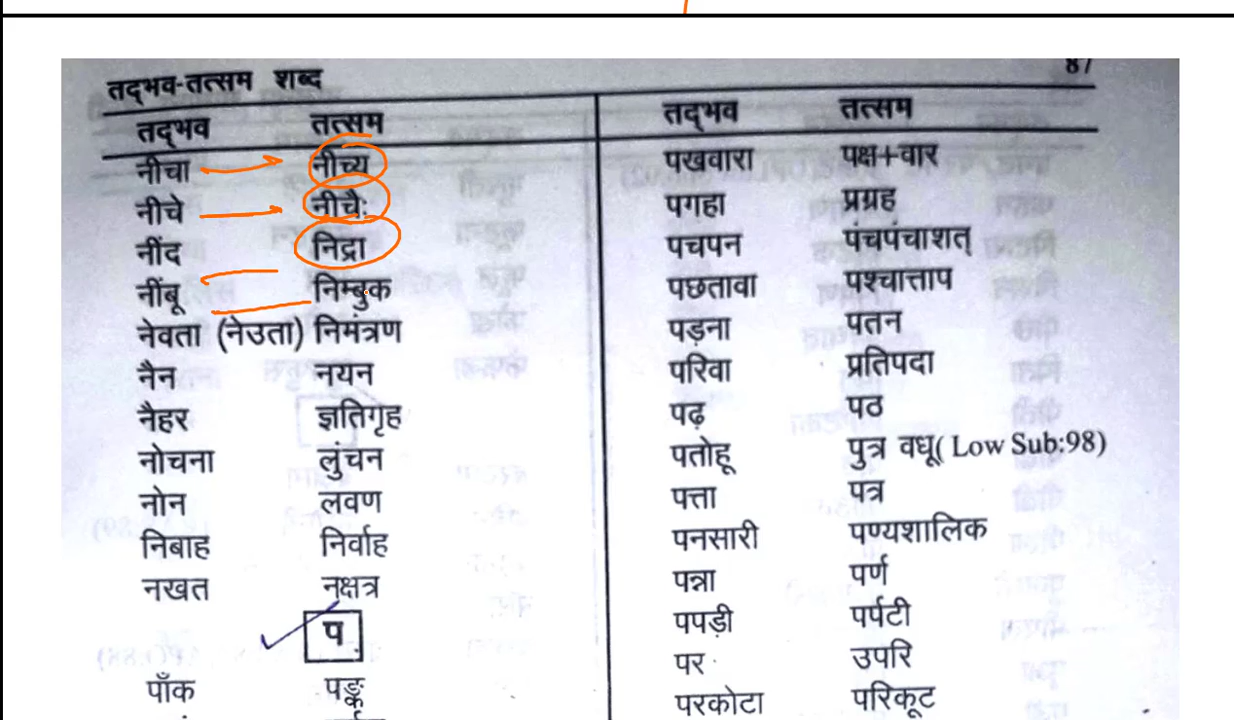 तद्भव-तत्सम शब्द
87
तद्भव तत्सम
नीचा नीच्य
नीचे नीचैः
नींद निद्रा
नींबू निम्बुक
नेवता (नेउता) निमंत्रण
नैन नयन
नैहर ज्ञतिगृह
नोचना लुंचन
नोन लवण
निबाह निर्वाह
नखत नक्षत्र
प
पाँक पङ्क
तद्भव तत्सम
पखवारा पक्ष+वार
पगहा प्रग्रह
पचपन पंचपंचाशत्
पछतावा पश्चात्ताप
पड़ना पतन
परिवा प्रतिपदा
पढ़ पठ
पतोहू पुत्र वधू( Low Sub:98)
पत्ता पत्र
पनसारी पण्यशालिक
पन्ना पर्ण
पपड़ी पर्पटी
पर उपरि
परकोटा परिकूट